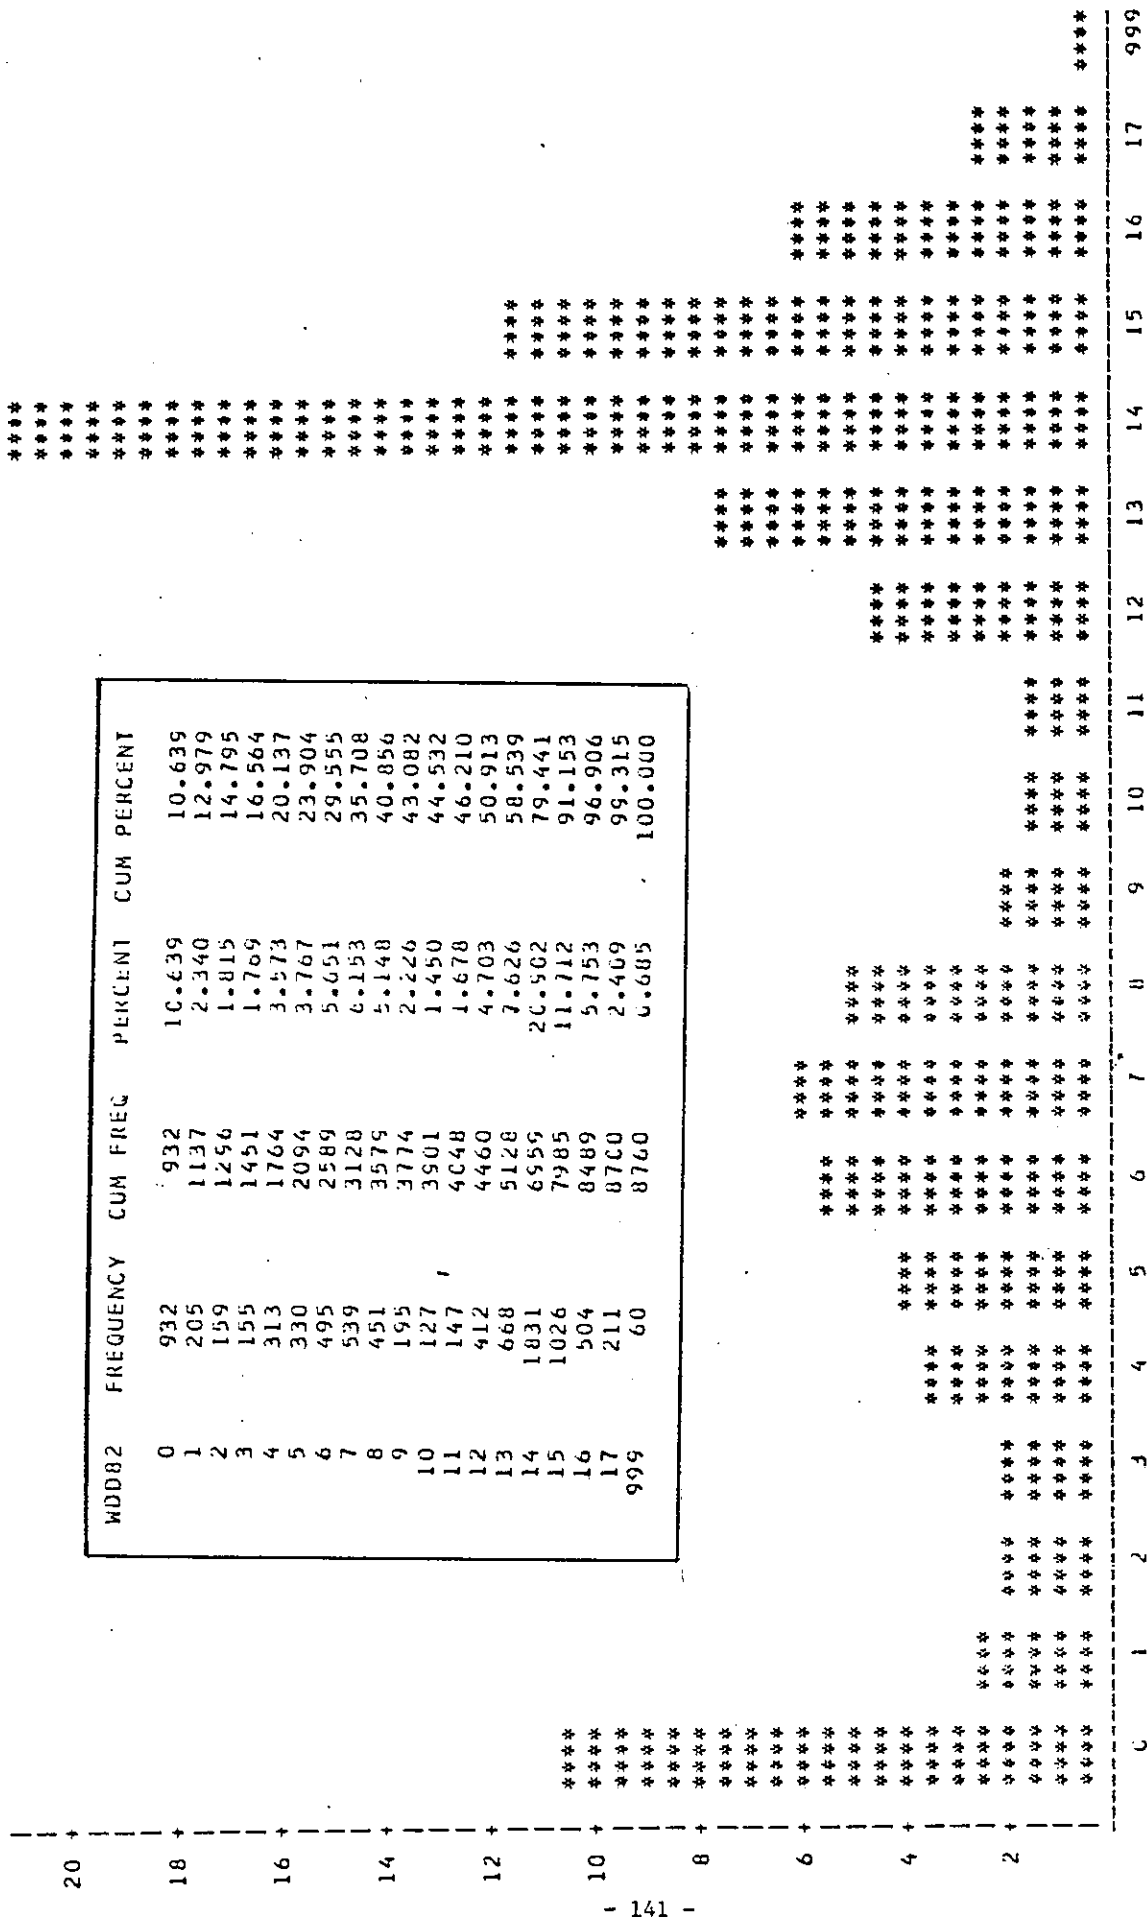 WDD82 FREQUENCY CUM FREQ PERCENT CUM PERCENT
0 932 932 10.639 10.639
1 205 1137 2.340 12.979
2 159 1296 1.815 14.795
3 155 1451 1.769 16.564
4 313 1764 3.573 20.137
5 330 2094 3.767 23.904
6 495 2589 5.651 29.555
7 539 3128 6.153 35.708
8 451 3579 5.148 40.856
9 195 3774 2.226 43.082
10 127 3901 1.450 44.532
11 147 4048 1.678 46.210
12 412 4460 4.703 50.913
13 668 5128 7.626 58.539
14 1831 6959 20.902 79.441
15 1026 7985 11.712 91.153
16 504 8489 5.753 96.906
17 211 8700 2.409 99.315
999 60 8760 0.685 100.000
20
18
16
14
12
10
8
6
4
2
0 1 2 3 4 5 6 7 8 9 10 11 12 13 14 15 16 17 999
- 141 -